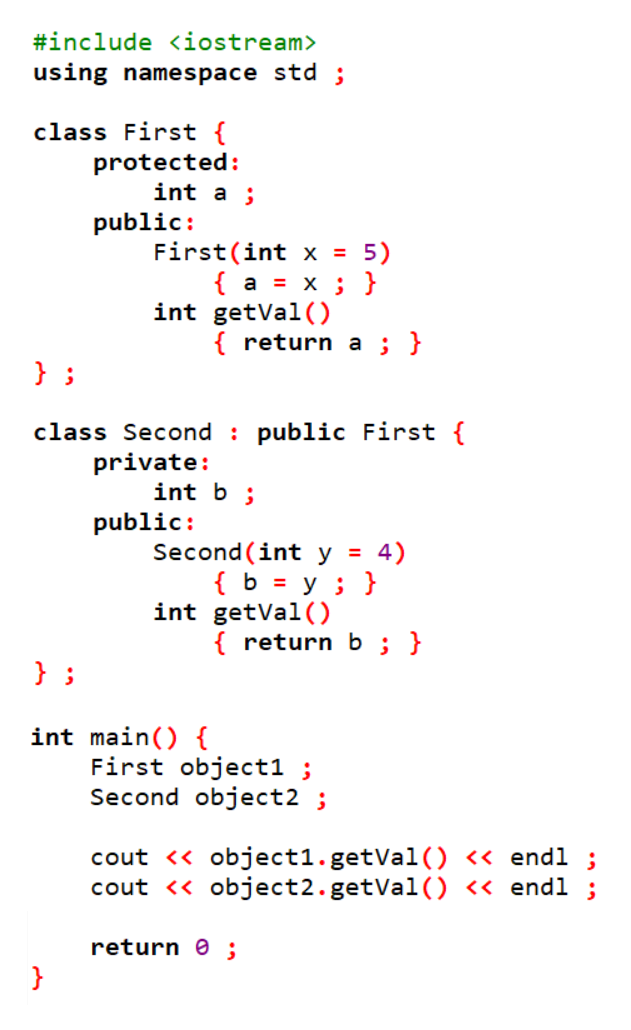 #include <iostream>
using namespace std ;

class First {
    protected:
        int a ;
    public:
        First(int x = 5)
            { a = x ; }
        int getVal()
            { return a ; }
} ;

class Second : public First {
    private:
        int b ;
    public:
        Second(int y = 4)
            { b = y ; }
        int getVal()
            { return b ; }
} ;

int main() {
    First object1 ;
    Second object2 ;

    cout << object1.getVal() << endl ;
    cout << object2.getVal() << endl ;

    return 0 ;
}